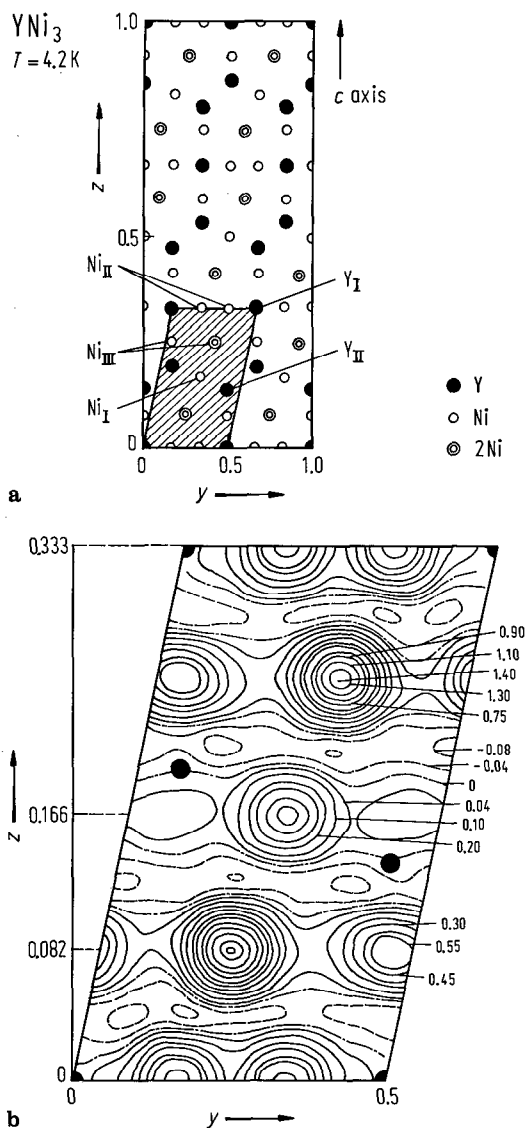 YNi3
T = 4.2K
1.0
c axis
z
0.5
NiII
YI
NiIII
YII
NiI
0
0
0.5
1.0
y
Y
Ni
2Ni
a
0,333
0.90
1,10
1.40
1.30
0.75
-0.08
-0,04
z
0
0,166
0.04
0.10
0,20
0.30
0,082
0.55
0.45
0
0
0.5
y
b